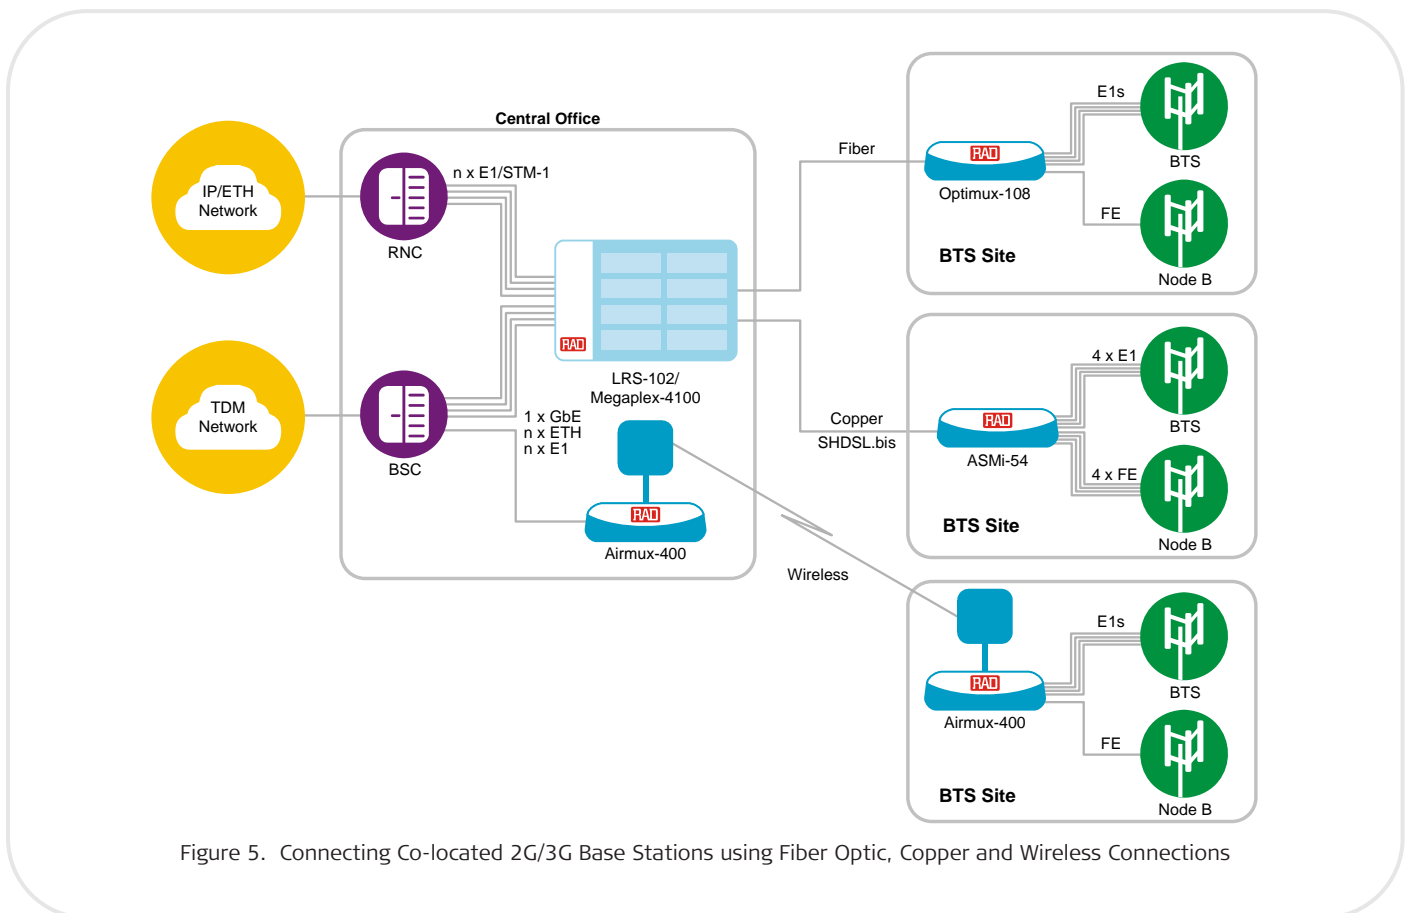 Central Office
IP/ETH
Network
RNC
n x E1/STM-1
TDM
Network
BSC
RAD
LRS-102/
Megaplex-4100
1 x GbE
n x ETH
n x E1
RAD
Airmux-400
Fiber
RAD
Optimux-108
E1s
BTS
FE
Node B
BTS Site
Copper
SHDSL.bis
RAD
ASMi-54
4 x E1
BTS
4 x FE
Node B
BTS Site
Wireless
RAD
Airmux-400
E1s
BTS
FE
Node B
BTS Site
Figure 5. Connecting Co-located 2G/3G Base Stations using Fiber Optic, Copper and Wireless Connections